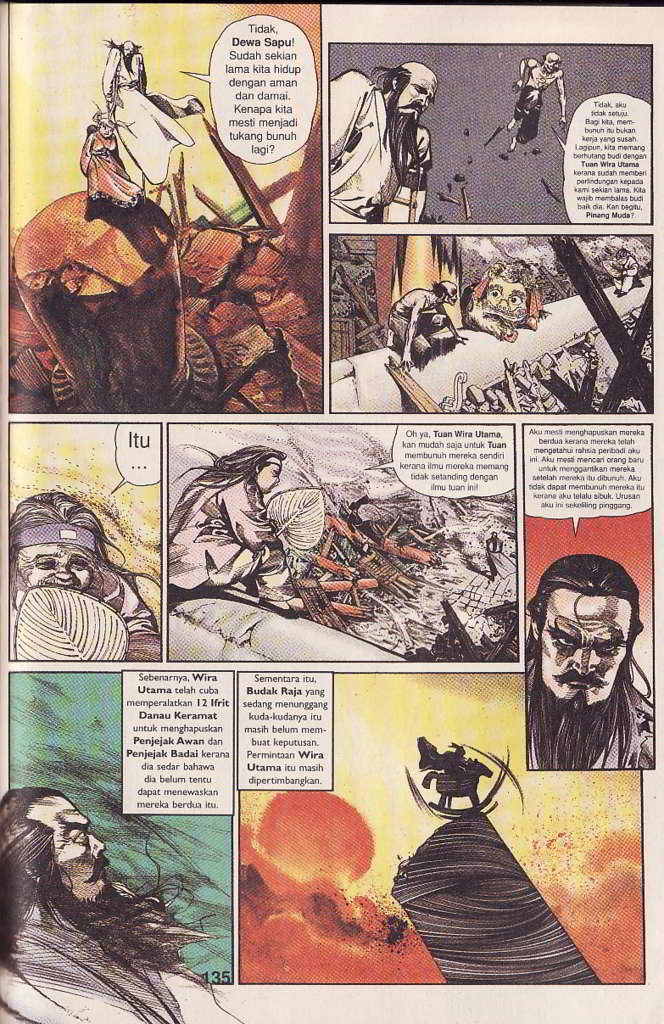 Tidak,
Dewa Sapu!
Sudah sekian
lama kita hidup
dengan aman
dan damai.
Kenapa kita
mesti menjadi
tukang bunuh
lagi?
Tidak, aku
tidak setuju.
Bagi kita, mem-
bunuh itu bukan
kerja yang susah.
Lagipun, kita memang
berhutang budi dengan
Tuan Wira Utama
kerana sudah memberi
perlindungan kepada
kami sekian lama. Kita
wajib membalas budi
baik dia. Kan begitu,
Pinang Muda?
Itu
...
Oh ya, Tuan Wira Utama,
kan mudah saja untuk Tuan
membunuh mereka sendiri
kerana ilmu mereka memang
tidak setanding dengan
ilmu tuan ini!
Aku mesti menghapuskan mereka
berdua kerana mereka telah
mengetahui rahsia peribadi aku
ini. Aku mesti mencari orang baru
untuk menggantikan mereka
setelah mereka itu dibunuh. Aku
tidak dapat membunuh mereka itu
kerana aku telalu sibuk. Urusan
aku ini sekeliling pinggang.
Sebenarnya, Wira
Utama telah cuba
memperalatkan 12 Ifrit
Danau Keramat
untuk menghapuskan
Penjejak Awan dan
Penjejak Badai kerana
dia sedar bahawa
dia belum tentu
dapat menewaskan
mereka berdua itu.
Sementara itu,
Budak Raja yang
sedang menunggang
kuda-kudanya itu
masih belum mem-
buat keputusan.
Permintaan Wira
Utama itu masih
dipertimbangkan.
135